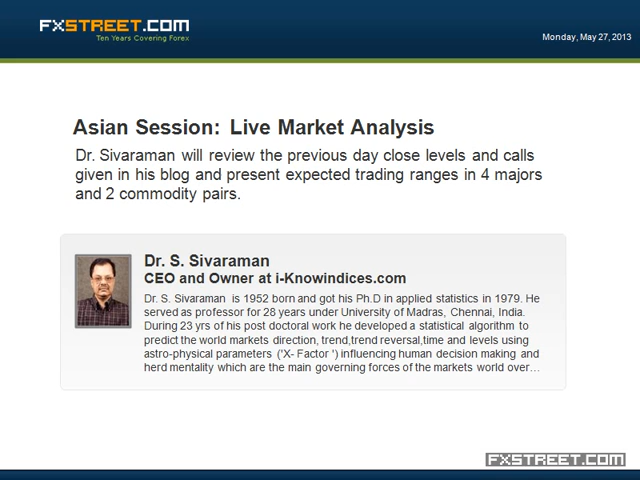 FXSTREET.COM
Ten Years Covering Forex
Monday, May 27, 2013
Asian Session: Live Market Analysis
Dr. Sivaraman will review the previous day close levels and calls
given in his blog and present expected trading ranges in 4 majors
and 2 commodity pairs.
Dr. S. Sivaraman
CEO and Owner at i-Knowindices.com
Dr. S. Sivaraman is 1952 born and got his Ph.D in applied statistics in 1979. He
served as professor for 28 years under University of Madras, Chennai, India.
During 23 yrs of his post doctoral work he developed a statistical algorithm to
predict the world markets direction, trend,trend reversal,time and levels using
astro-physical parameters ('X- Factor ') influencing human decision making and
herd mentality which are the main governing forces of the markets world over…
FXSTREET.COM